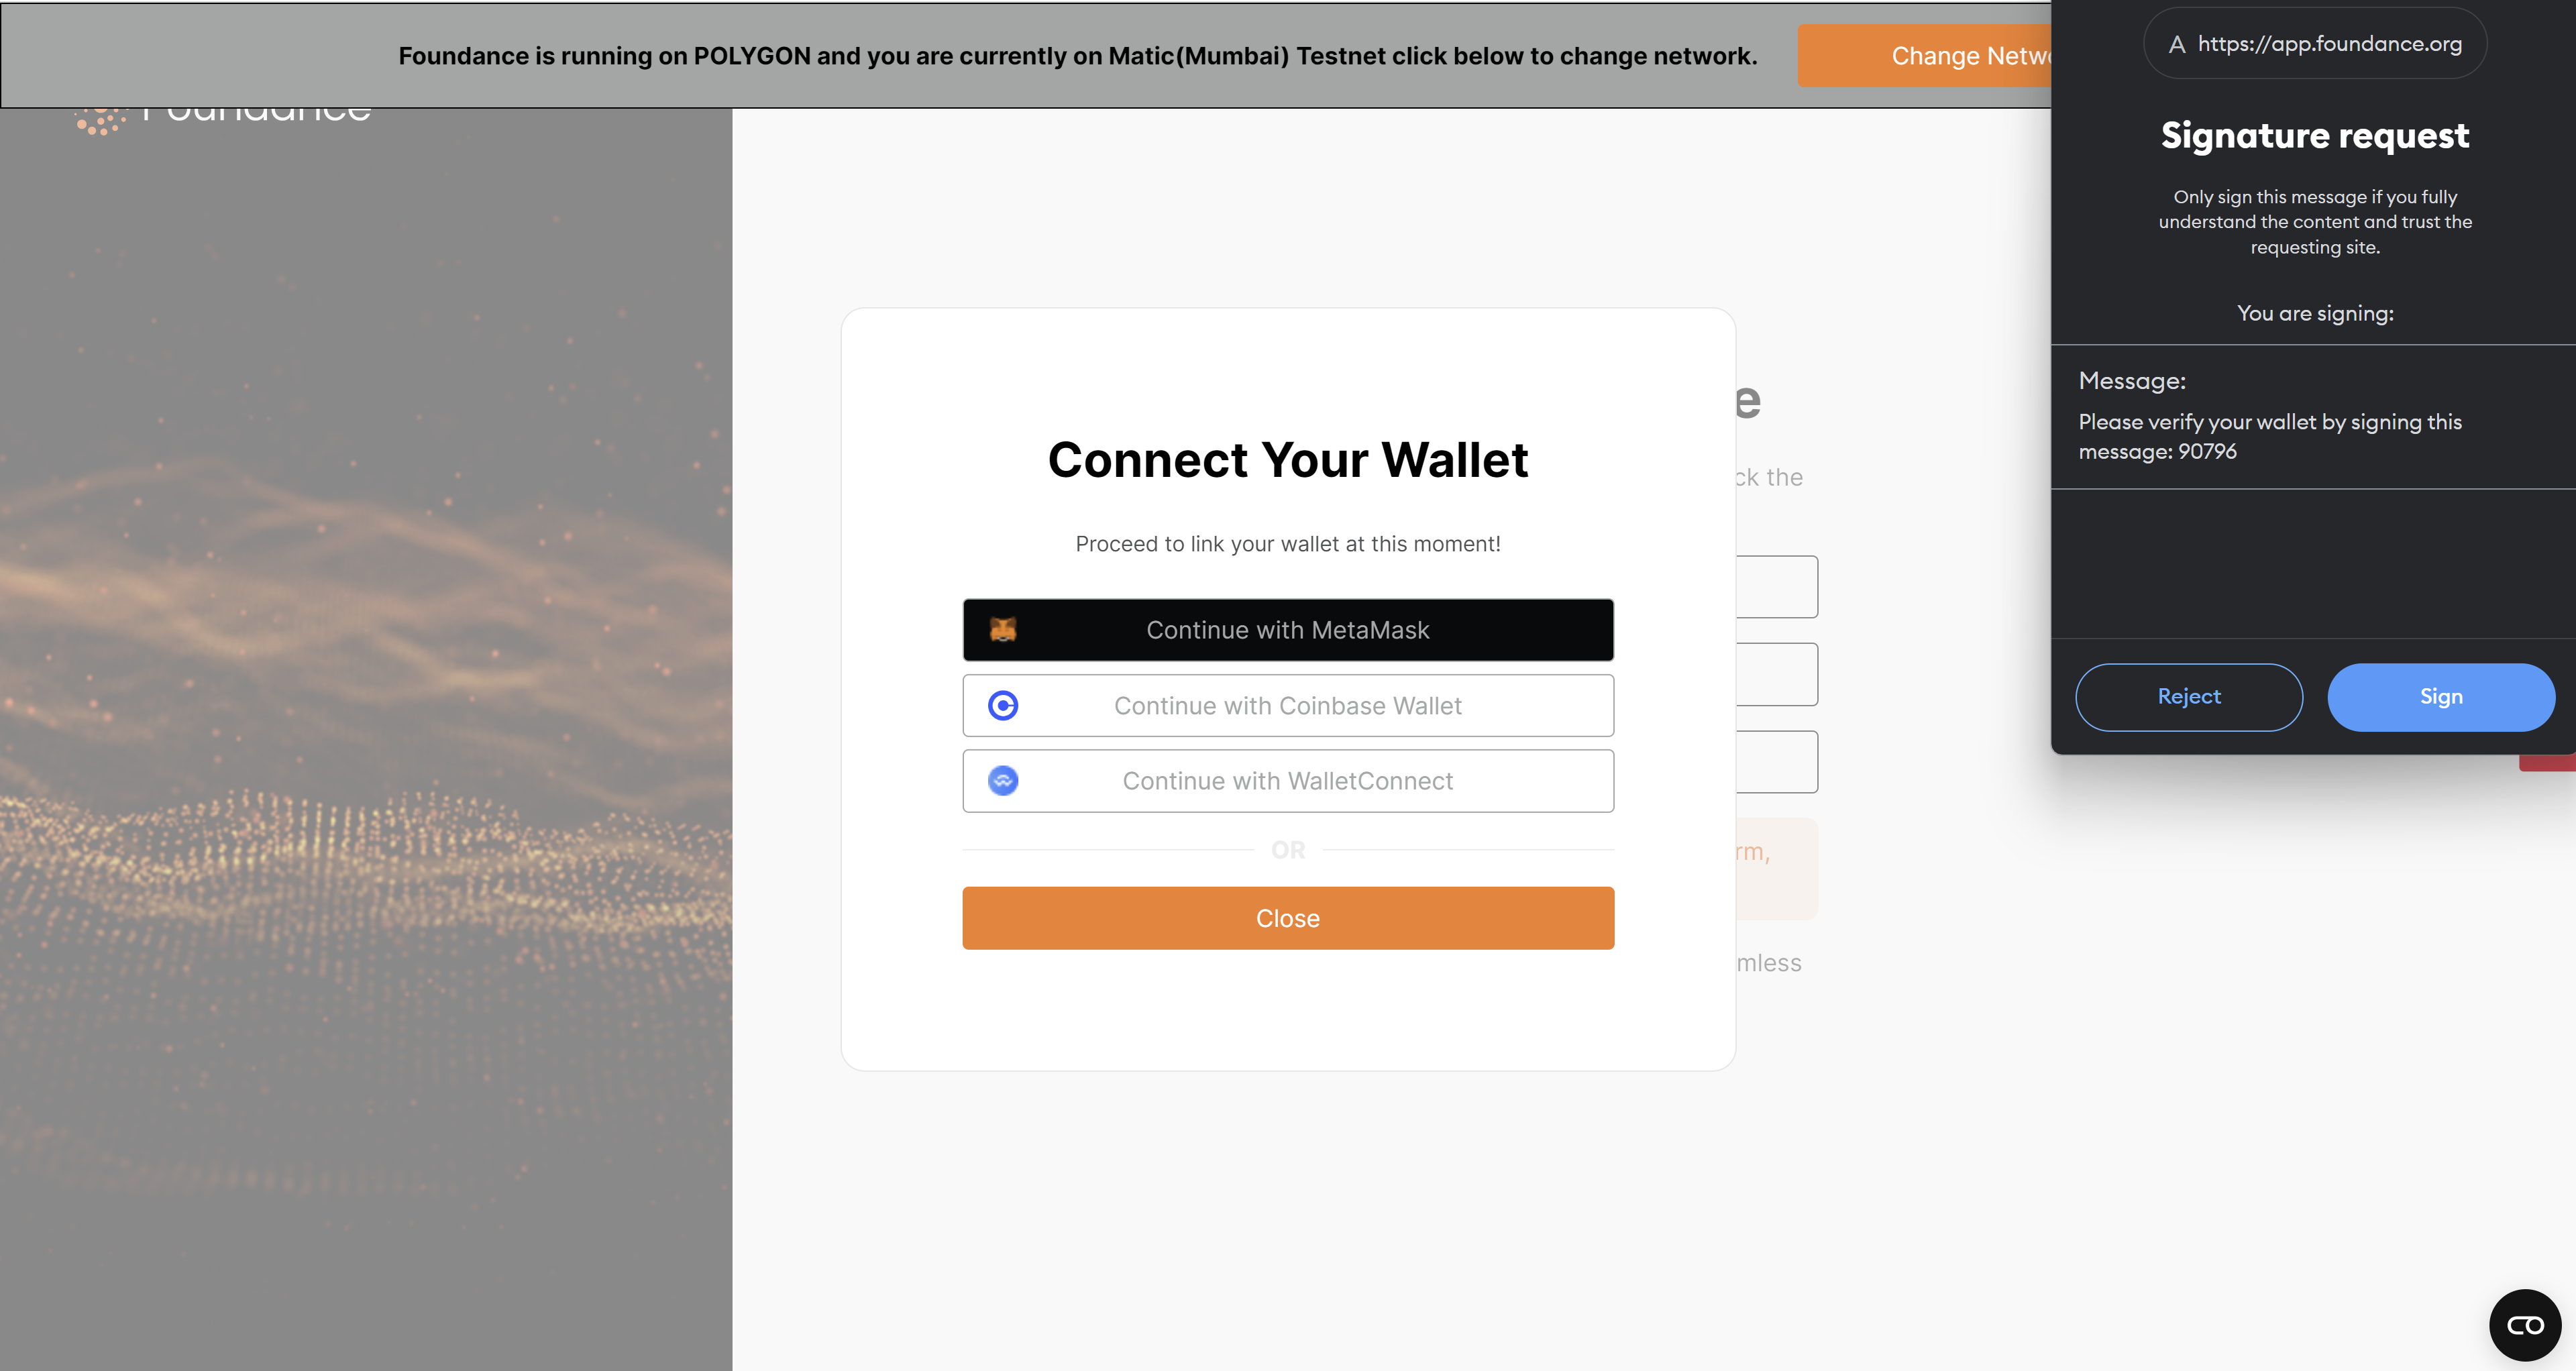 Foundance is running on POLYGON and you are currently on Matic(Mumbai) Testnet click below to change network.
Foundance
Connect Your Wallet
Proceed to link your wallet at this moment!
Continue with MetaMask
Continue with Coinbase Wallet
Continue with WalletConnect
OR
Close
e
ck the
rm,
mless
A https://app.foundance.org
Signature request
Only sign this message if you fully
understand the content and trust the
requesting site.
You are signing:
Message:
Please verify your wallet by signing this
message: 90796
Reject
Sign
Change Netw